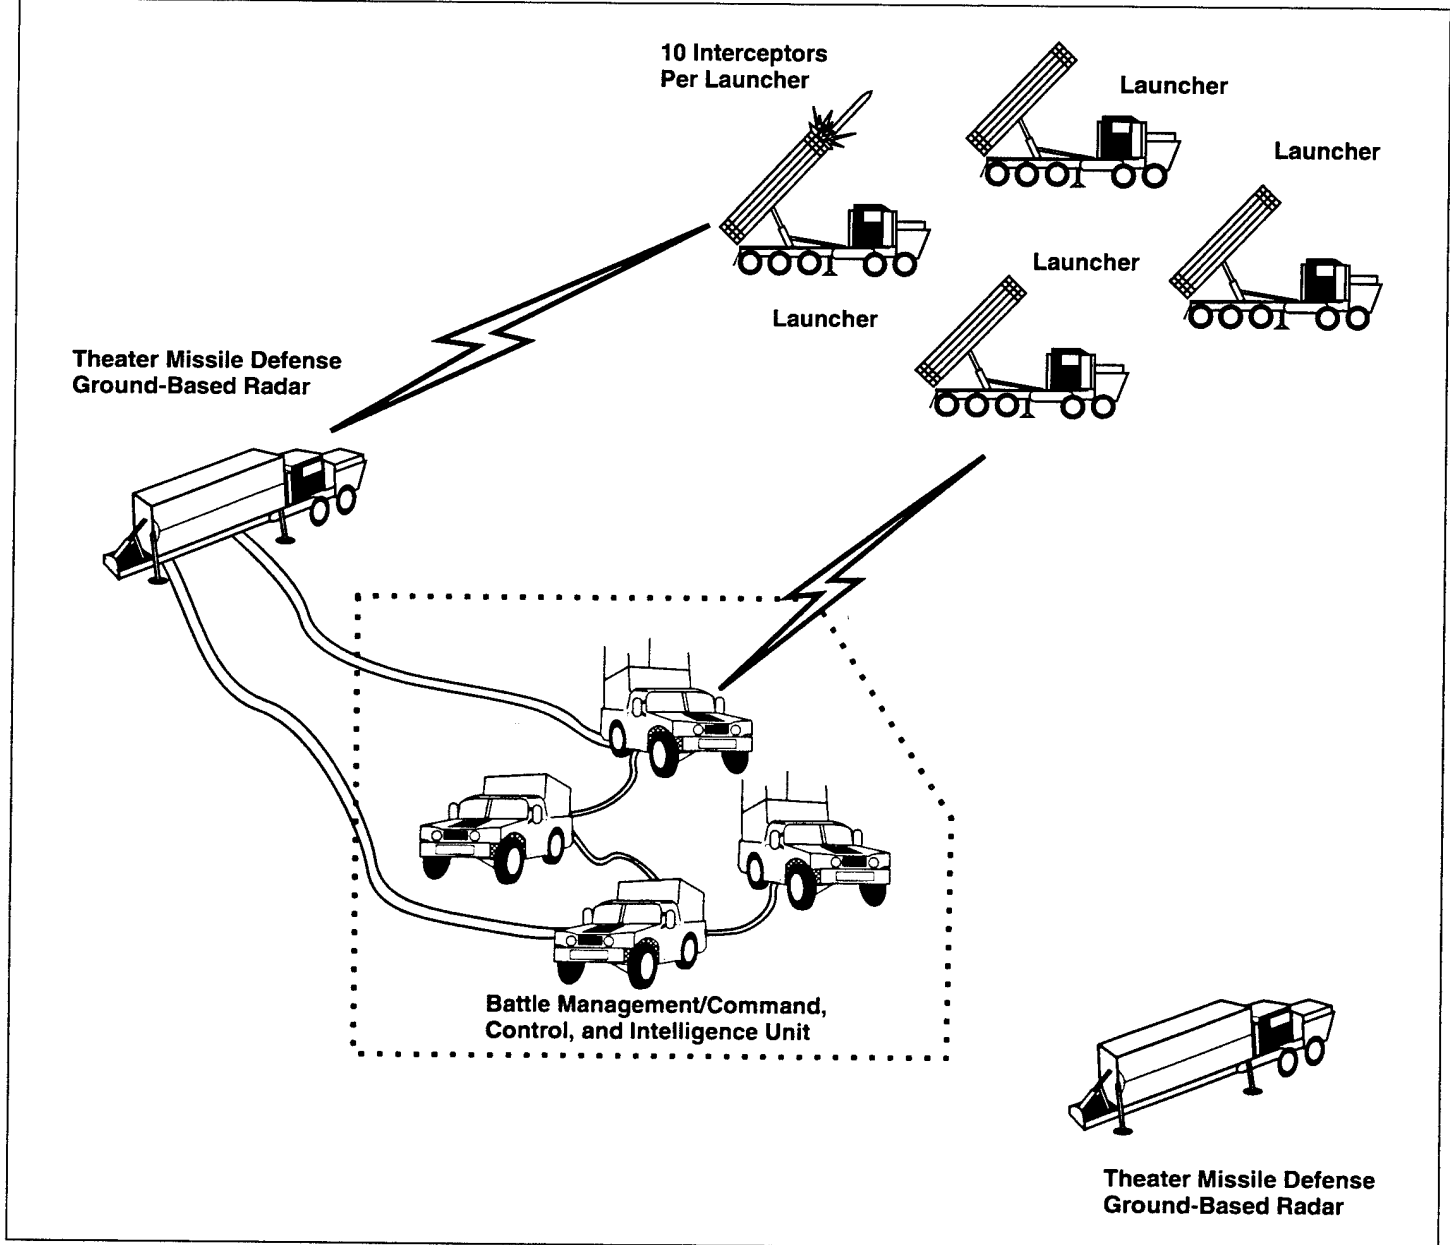 10 Interceptors
Per Launcher
Launcher
Launcher
Launcher
Launcher
Theater Missile Defense
Ground-Based Radar
Battle Management/Command,
Control, and Intelligence Unit
Theater Missile Defense
Ground-Based Radar